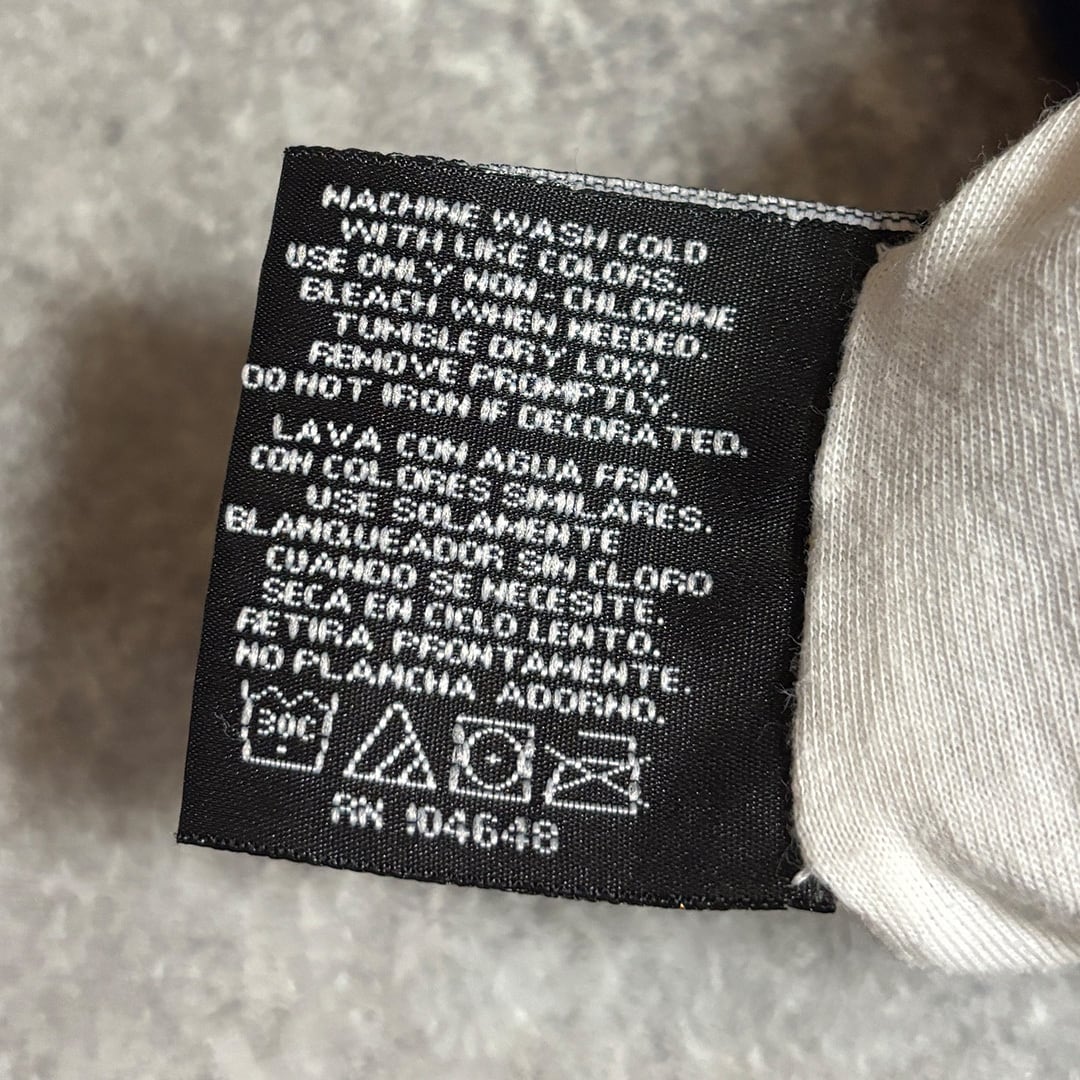 MACHINE WASH COLD
WITH LIKE COLORS.
USE ONLY NON-CHLORINE
BLEACH WHEN NEEDED.
TUMBLE DRY LOW.
REMOVE PROMPTLY.
DO NOT IRON IF DECORATED.
LAVA CON AGUA FRIA
CON COLORES SIMILARES.
USE SOLAMENTE
BLANQUEADOR SIN CLORO
CUANDO SE NECESITE.
SECA EN CICLO LENTO.
RETIRA PRONTAMENTE.
NO PLANCHA ADORNO.
30C
RN 104648